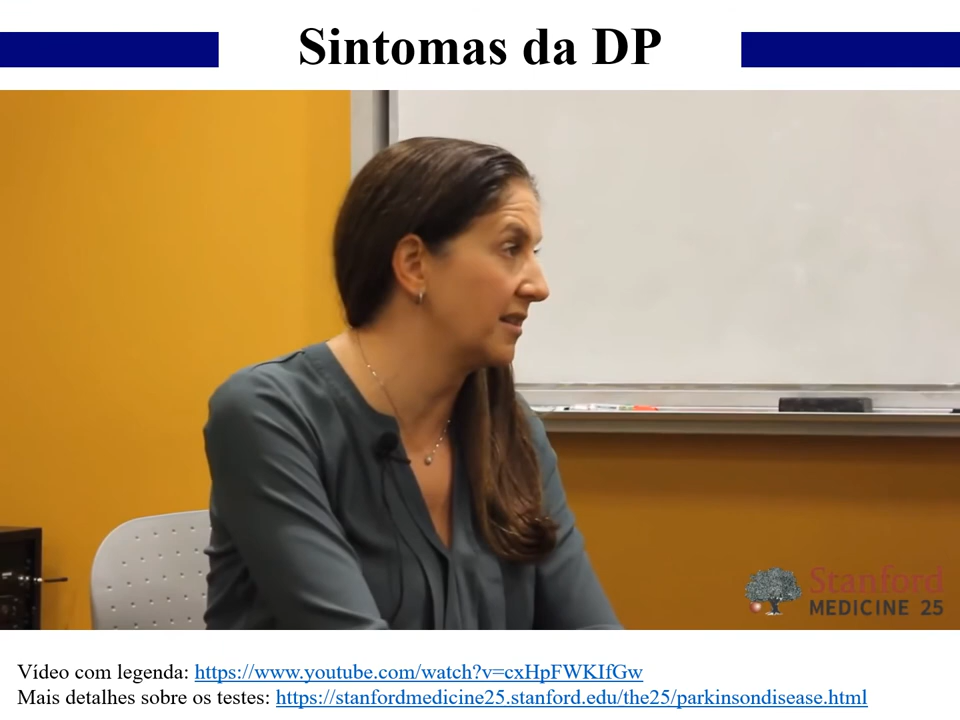 Sintomas da DP
Stanford
MEDICINE 25
Vídeo com legenda: https://www.youtube.com/watch?v=cxHpFWKIfGw
Mais detalhes sobre os testes: https://stanfordmedicine25.stanford.edu/the25/parkinsondisease.html